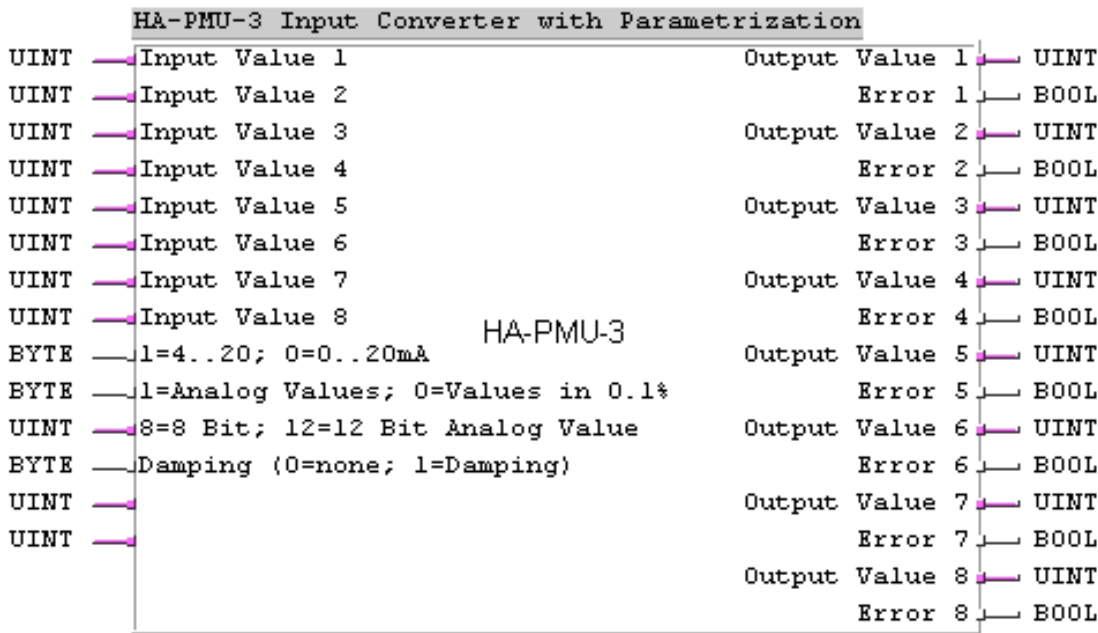 HA-PMU-3 Input Converter with Parametrization
UINT Input Value 1 Output Value 1 UINT
UINT Input Value 2 Error 1 BOOL
UINT Input Value 3 Output Value 2 UINT
UINT Input Value 4 Error 2 BOOL
UINT Input Value 5 Output Value 3 UINT
UINT Input Value 6 Error 3 BOOL
UINT Input Value 7 Output Value 4 UINT
UINT Input Value 8 Error 4 BOOL
HA-PMU-3
BYTE 1=4..20; 0=0..20mA Output Value 5 UINT
BYTE 1=Analog Values; 0=Values in 0.1% Error 5 BOOL
UINT 8=8 Bit; 12=12 Bit Analog Value Output Value 6 UINT
BYTE Damping (0=none; 1=Damping) Error 6 BOOL
UINT Output Value 7 UINT
UINT Error 7 BOOL
Output Value 8 UINT
Error 8 BOOL